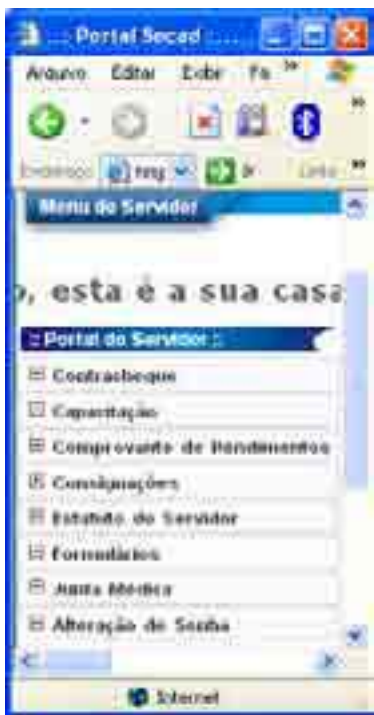 ... Portal Secad ......
Arquivo Editar Exibir Fa »
»
Endereço http Ir Links »
Menu do Servidor
o, esta é a sua casa
:: Portal do Servidor ::
Contracheque
Capacitação
Comprovante de Rendimentos
Consignações
Estatuto do Servidor
Formulários
Junta Médica
Alteração de Senha
Internet